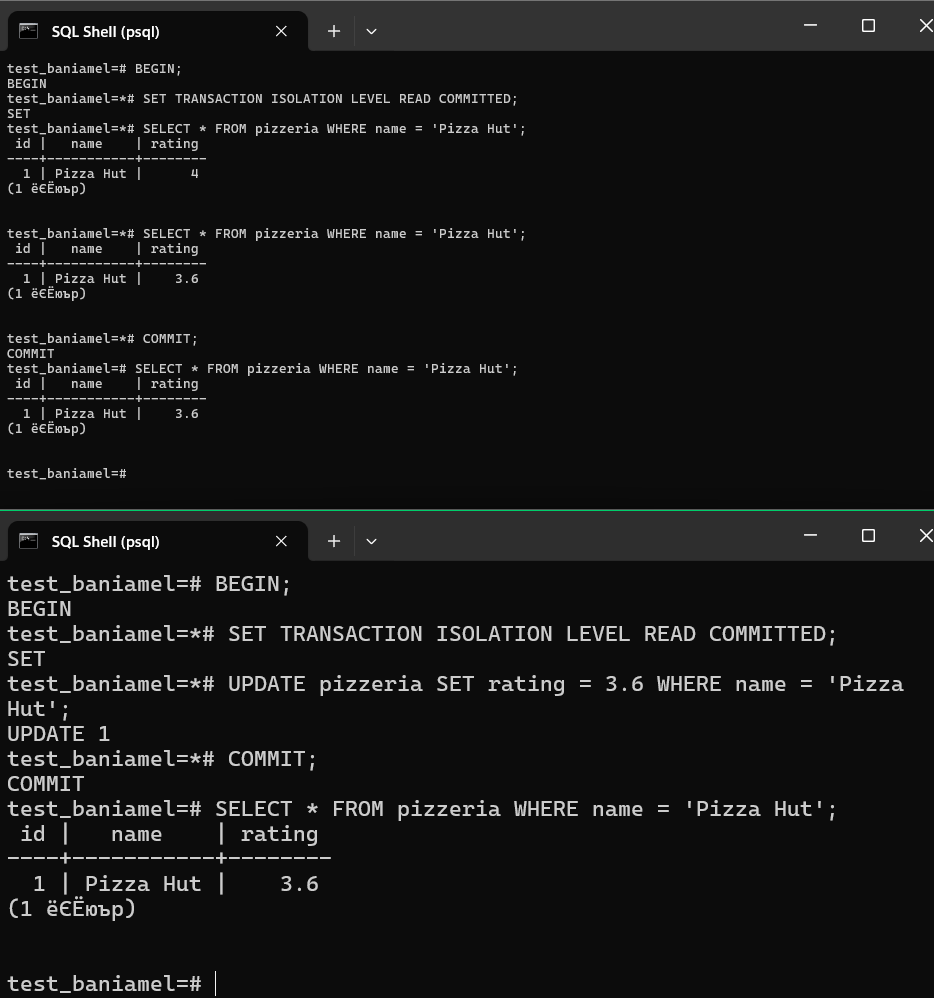 SQL Shell (psql)
test_baniamel=# BEGIN;
BEGIN
test_baniamel=*# SET TRANSACTION ISOLATION LEVEL READ COMMITTED;
SET
test_baniamel=*# SELECT * FROM pizzeria WHERE name = 'Pizza Hut';
 id |   name    | rating
----+-----------+--------
  1 | Pizza Hut |      4
(1 ёЄЁюър)
test_baniamel=*# SELECT * FROM pizzeria WHERE name = 'Pizza Hut';
 id |   name    | rating
----+-----------+--------
  1 | Pizza Hut |    3.6
(1 ёЄЁюър)
test_baniamel=*# COMMIT;
COMMIT
test_baniamel=# SELECT * FROM pizzeria WHERE name = 'Pizza Hut';
 id |   name    | rating
----+-----------+--------
  1 | Pizza Hut |    3.6
(1 ёЄЁюър)
test_baniamel=#
SQL Shell (psql)
test_baniamel=# BEGIN;
BEGIN
test_baniamel=*# SET TRANSACTION ISOLATION LEVEL READ COMMITTED;
SET
test_baniamel=*# UPDATE pizzeria SET rating = 3.6 WHERE name = 'Pizza
Hut';
UPDATE 1
test_baniamel=*# COMMIT;
COMMIT
test_baniamel=# SELECT * FROM pizzeria WHERE name = 'Pizza Hut';
 id |   name    | rating
----+-----------+--------
  1 | Pizza Hut |    3.6
(1 ёЄЁюър)
test_baniamel=#